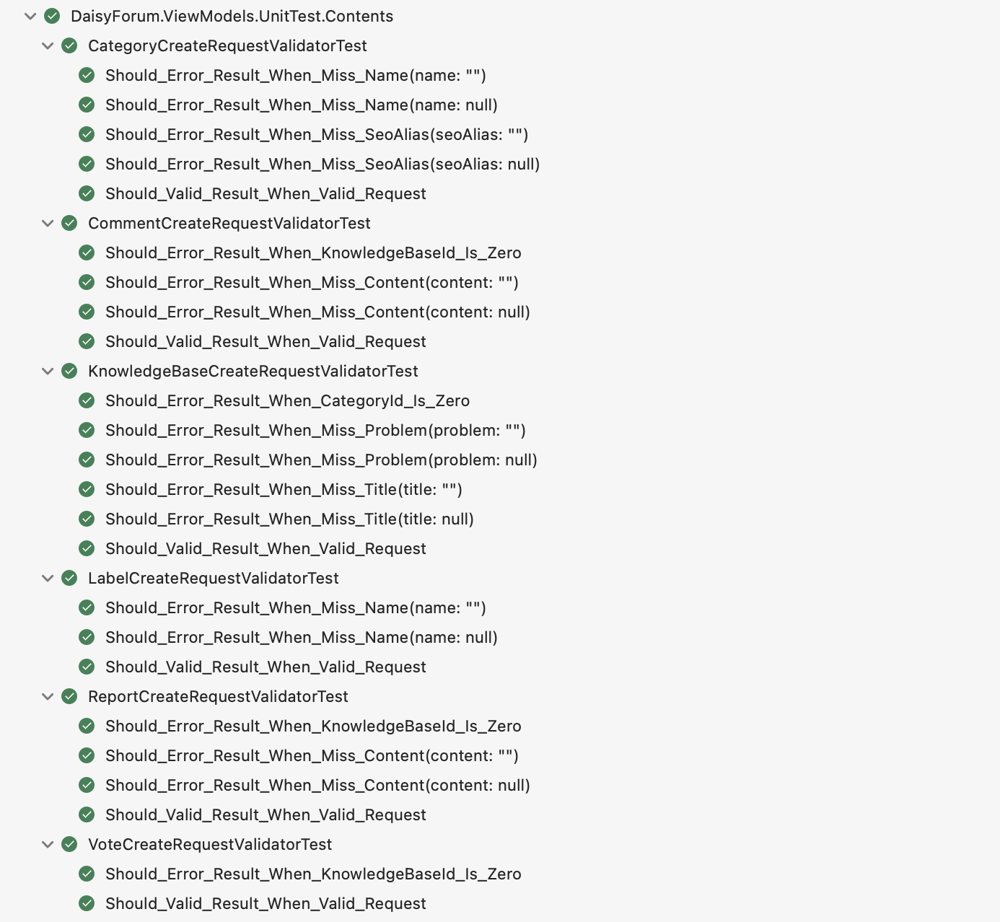 DaisyForum.ViewModels.UnitTest.Contents
CategoryCreateRequestValidatorTest
Should_Error_Result_When_Miss_Name(name: "")
Should_Error_Result_When_Miss_Name(name: null)
Should_Error_Result_When_Miss_SeoAlias(seoAlias: "")
Should_Error_Result_When_Miss_SeoAlias(seoAlias: null)
Should_Valid_Result_When_Valid_Request
CommentCreateRequestValidatorTest
Should_Error_Result_When_KnowledgeBaseId_Is_Zero
Should_Error_Result_When_Miss_Content(content: "")
Should_Error_Result_When_Miss_Content(content: null)
Should_Valid_Result_When_Valid_Request
KnowledgeBaseCreateRequestValidatorTest
Should_Error_Result_When_CategoryId_Is_Zero
Should_Error_Result_When_Miss_Problem(problem: "")
Should_Error_Result_When_Miss_Problem(problem: null)
Should_Error_Result_When_Miss_Title(title: "")
Should_Error_Result_When_Miss_Title(title: null)
Should_Valid_Result_When_Valid_Request
LabelCreateRequestValidatorTest
Should_Error_Result_When_Miss_Name(name: "")
Should_Error_Result_When_Miss_Name(name: null)
Should_Valid_Result_When_Valid_Request
ReportCreateRequestValidatorTest
Should_Error_Result_When_KnowledgeBaseId_Is_Zero
Should_Error_Result_When_Miss_Content(content: "")
Should_Error_Result_When_Miss_Content(content: null)
Should_Valid_Result_When_Valid_Request
VoteCreateRequestValidatorTest
Should_Error_Result_When_KnowledgeBaseId_Is_Zero
Should_Valid_Result_When_Valid_Request